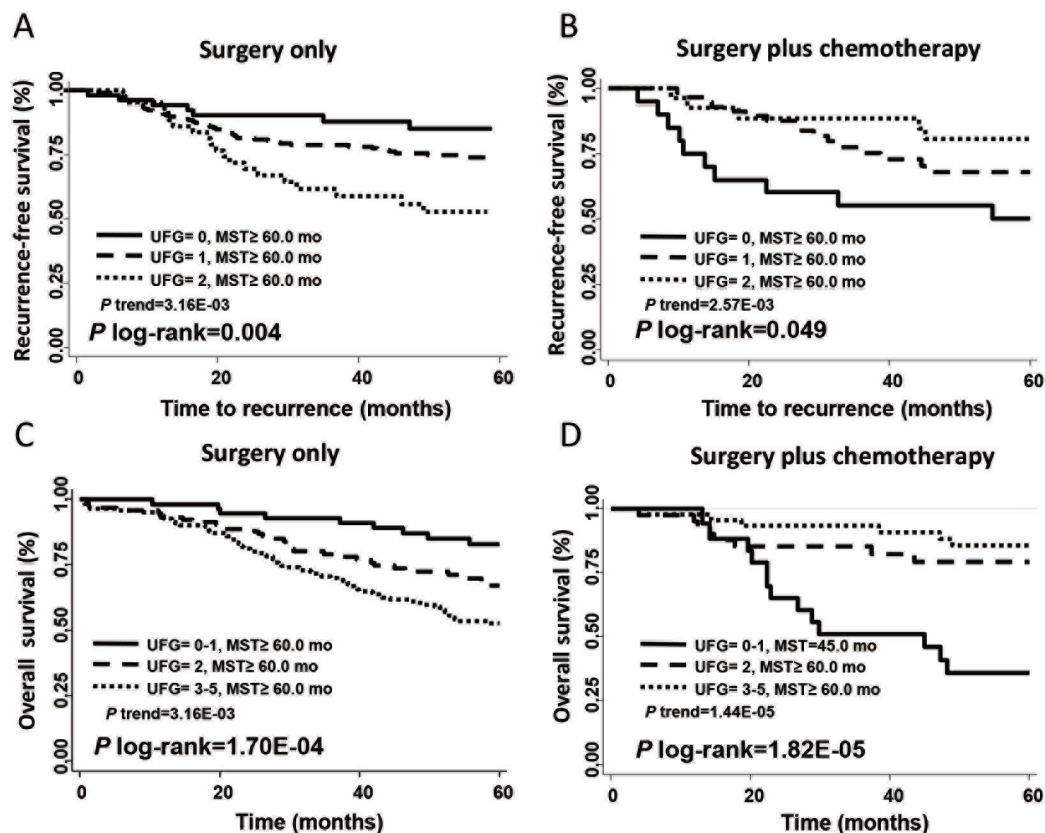 A
Surgery only
Recurrence-free survival (%)
1.00
0.75
0.50
0.25
0.00
UFG= 0, MST≥ 60.0 mo
UFG= 1, MST≥ 60.0 mo
UFG= 2, MST≥ 60.0 mo
P trend=3.16E-03
P log-rank=0.004
0 20 40 60
Time to recurrence (months)
B
Surgery plus chemotherapy
Recurrence-free survival (%)
1.00
0.75
0.50
0.25
0.00
UFG= 0, MST≥ 60.0 mo
UFG= 1, MST≥ 60.0 mo
UFG= 2, MST≥ 60.0 mo
P trend=2.57E-03
P log-rank=0.049
0 20 40 60
Time to recurrence (months)
C
Surgery only
Overall survival (%)
1.00
0.75
0.50
0.25
0.00
UFG= 0-1, MST≥ 60.0 mo
UFG= 2, MST≥ 60.0 mo
UFG= 3-5, MST≥ 60.0 mo
P trend=3.16E-03
P log-rank=1.70E-04
0 20 40 60
Time (months)
D
Surgery plus chemotherapy
Overall survival (%)
1.00
0.75
0.50
0.25
0.00
UFG= 0-1, MST=45.0 mo
UFG= 2, MST≥ 60.0 mo
UFG= 3-5, MST≥ 60.0 mo
P trend=1.44E-05
P log-rank=1.82E-05
0 20 40 60
Time (months)